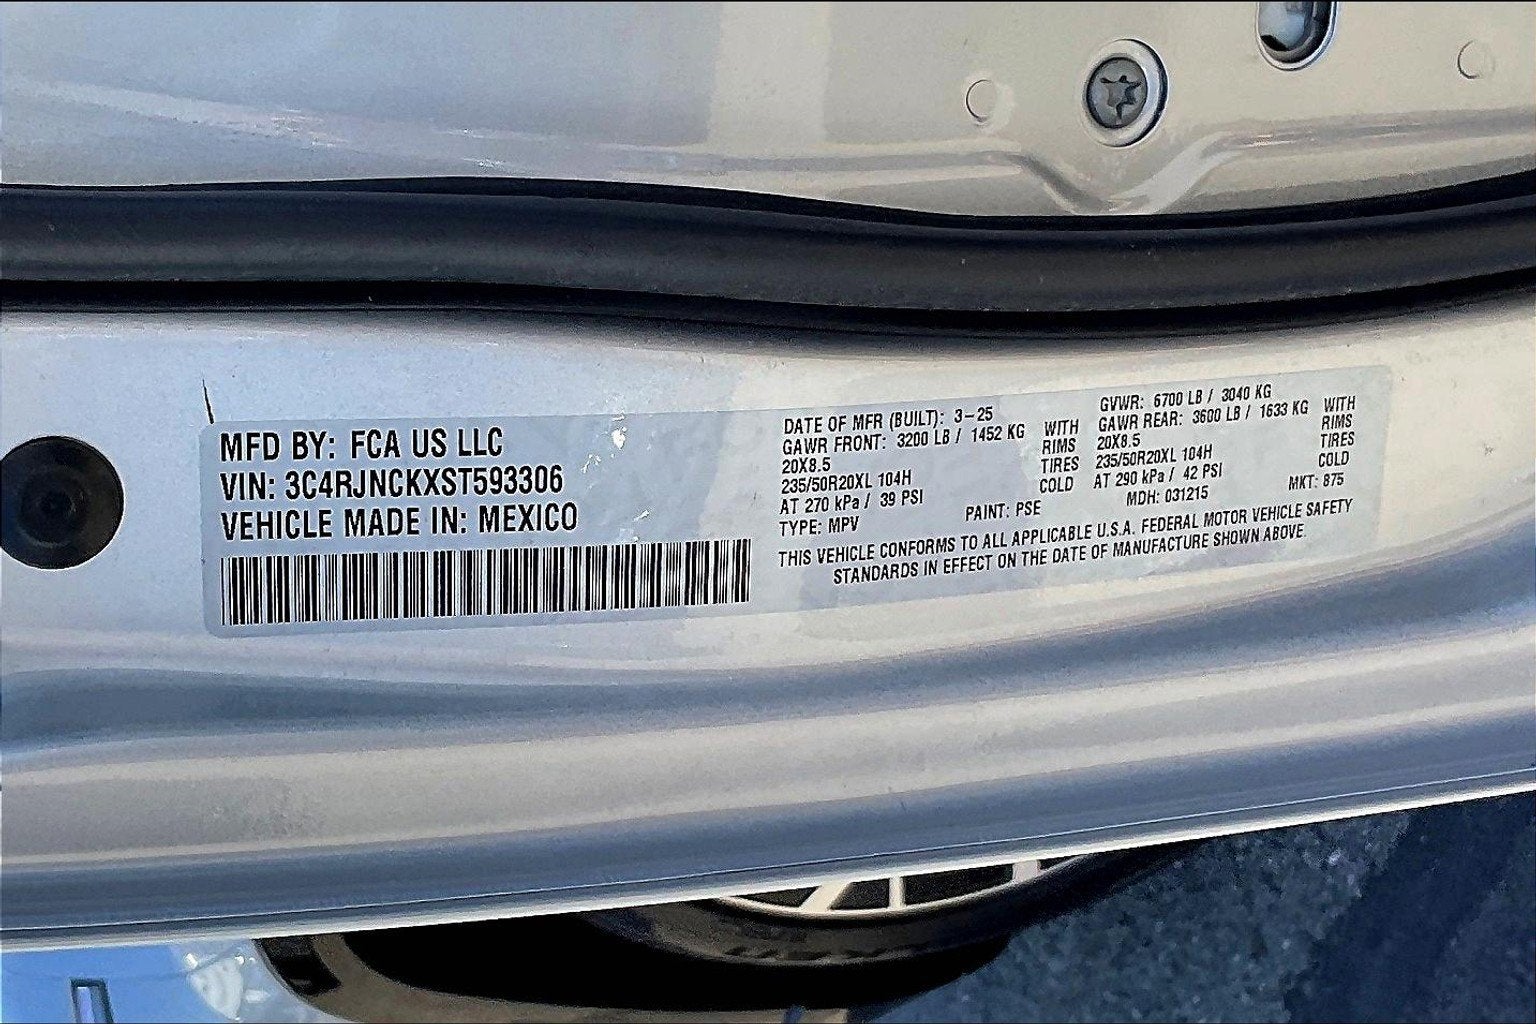 MFD BY: FCA US LLC
VIN: 3C4RJNCKXST593306
VEHICLE MADE IN: MEXICO
DATE OF MFR (BUILT): 3-25
GAWR FRONT: 3200 LB / 1452 KG WITH
20X8.5 RIMS
235/50R20XL 104H TIRES
AT 270 kPa / 39 PSI COLD
TYPE: MPV
PAINT: PSE
GVWR: 6700 LB / 3040 KG
GAWR REAR: 3600 LB / 1633 KG WITH
20X8.5 RIMS
235/50R20XL 104H TIRES
AT 290 kPa / 42 PSI COLD
MDH: 031215 MKT: 875
THIS VEHICLE CONFORMS TO ALL APPLICABLE U.S.A. FEDERAL MOTOR VEHICLE SAFETY
STANDARDS IN EFFECT ON THE DATE OF MANUFACTURE SHOWN ABOVE.